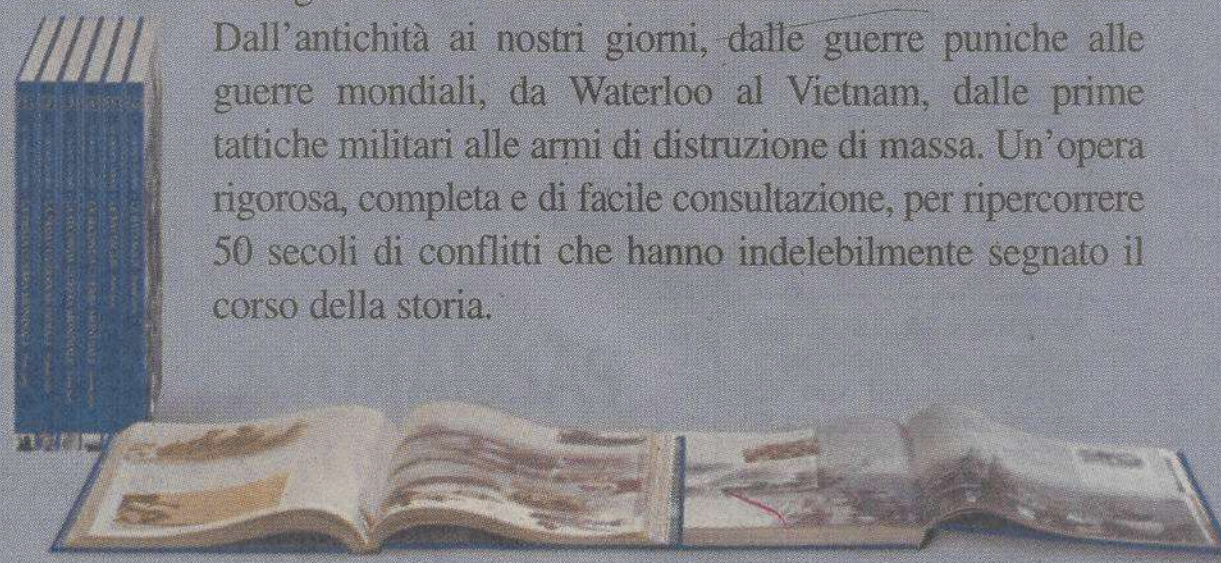 Dall'antichità ai nostri giorni, dalle guerre puniche alle
guerre mondiali, da Waterloo al Vietnam, dalle prime
tattiche militari alle armi di distruzione di massa. Un'opera
rigorosa, completa e di facile consultazione, per ripercorrere
50 secoli di conflitti che hanno indelebilmente segnato il
corso della storia.